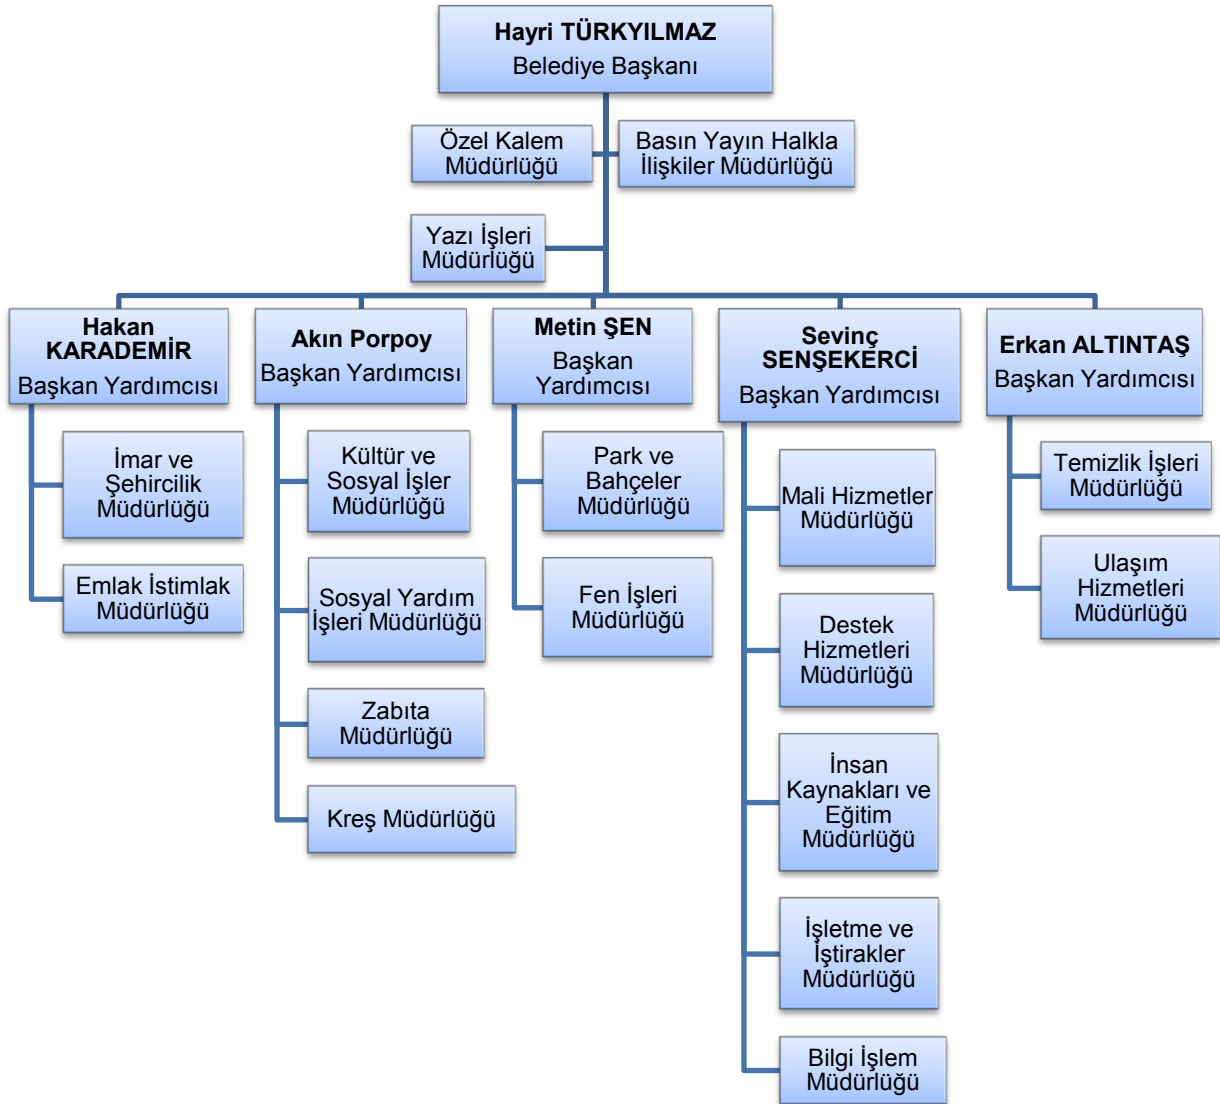 Hayri TÜRKYILMAZ
Belediye Başkanı
Özel Kalem
Müdürlüğü
Basın Yayın Halkla
İlişkiler Müdürlüğü
Yazı İşleri
Müdürlüğü
Hakan
KARADEMİR
Başkan Yardımcısı
Akın Porpoy
Başkan Yardımcısı
Metin ŞEN
Başkan
Yardımcısı
Sevinç
SENŞEKERCİ
Başkan Yardımcısı
Erkan ALTINTAŞ
Başkan Yardımcısı
İmar ve
Şehircilik
Müdürlüğü
Emlak İstimlak
Müdürlüğü
Kültür ve
Sosyal İşler
Müdürlüğü
Sosyal Yardım
İşleri Müdürlüğü
Zabıta
Müdürlüğü
Kreş Müdürlüğü
Park ve
Bahçeler
Müdürlüğü
Fen İşleri
Müdürlüğü
Mali Hizmetler
Müdürlüğü
Destek
Hizmetleri
Müdürlüğü
İnsan
Kaynakları ve
Eğitim
Müdürlüğü
İşletme ve
İştirakler
Müdürlüğü
Bilgi İşlem
Müdürlüğü
Temizlik İşleri
Müdürlüğü
Ulaşım
Hizmetleri
Müdürlüğü